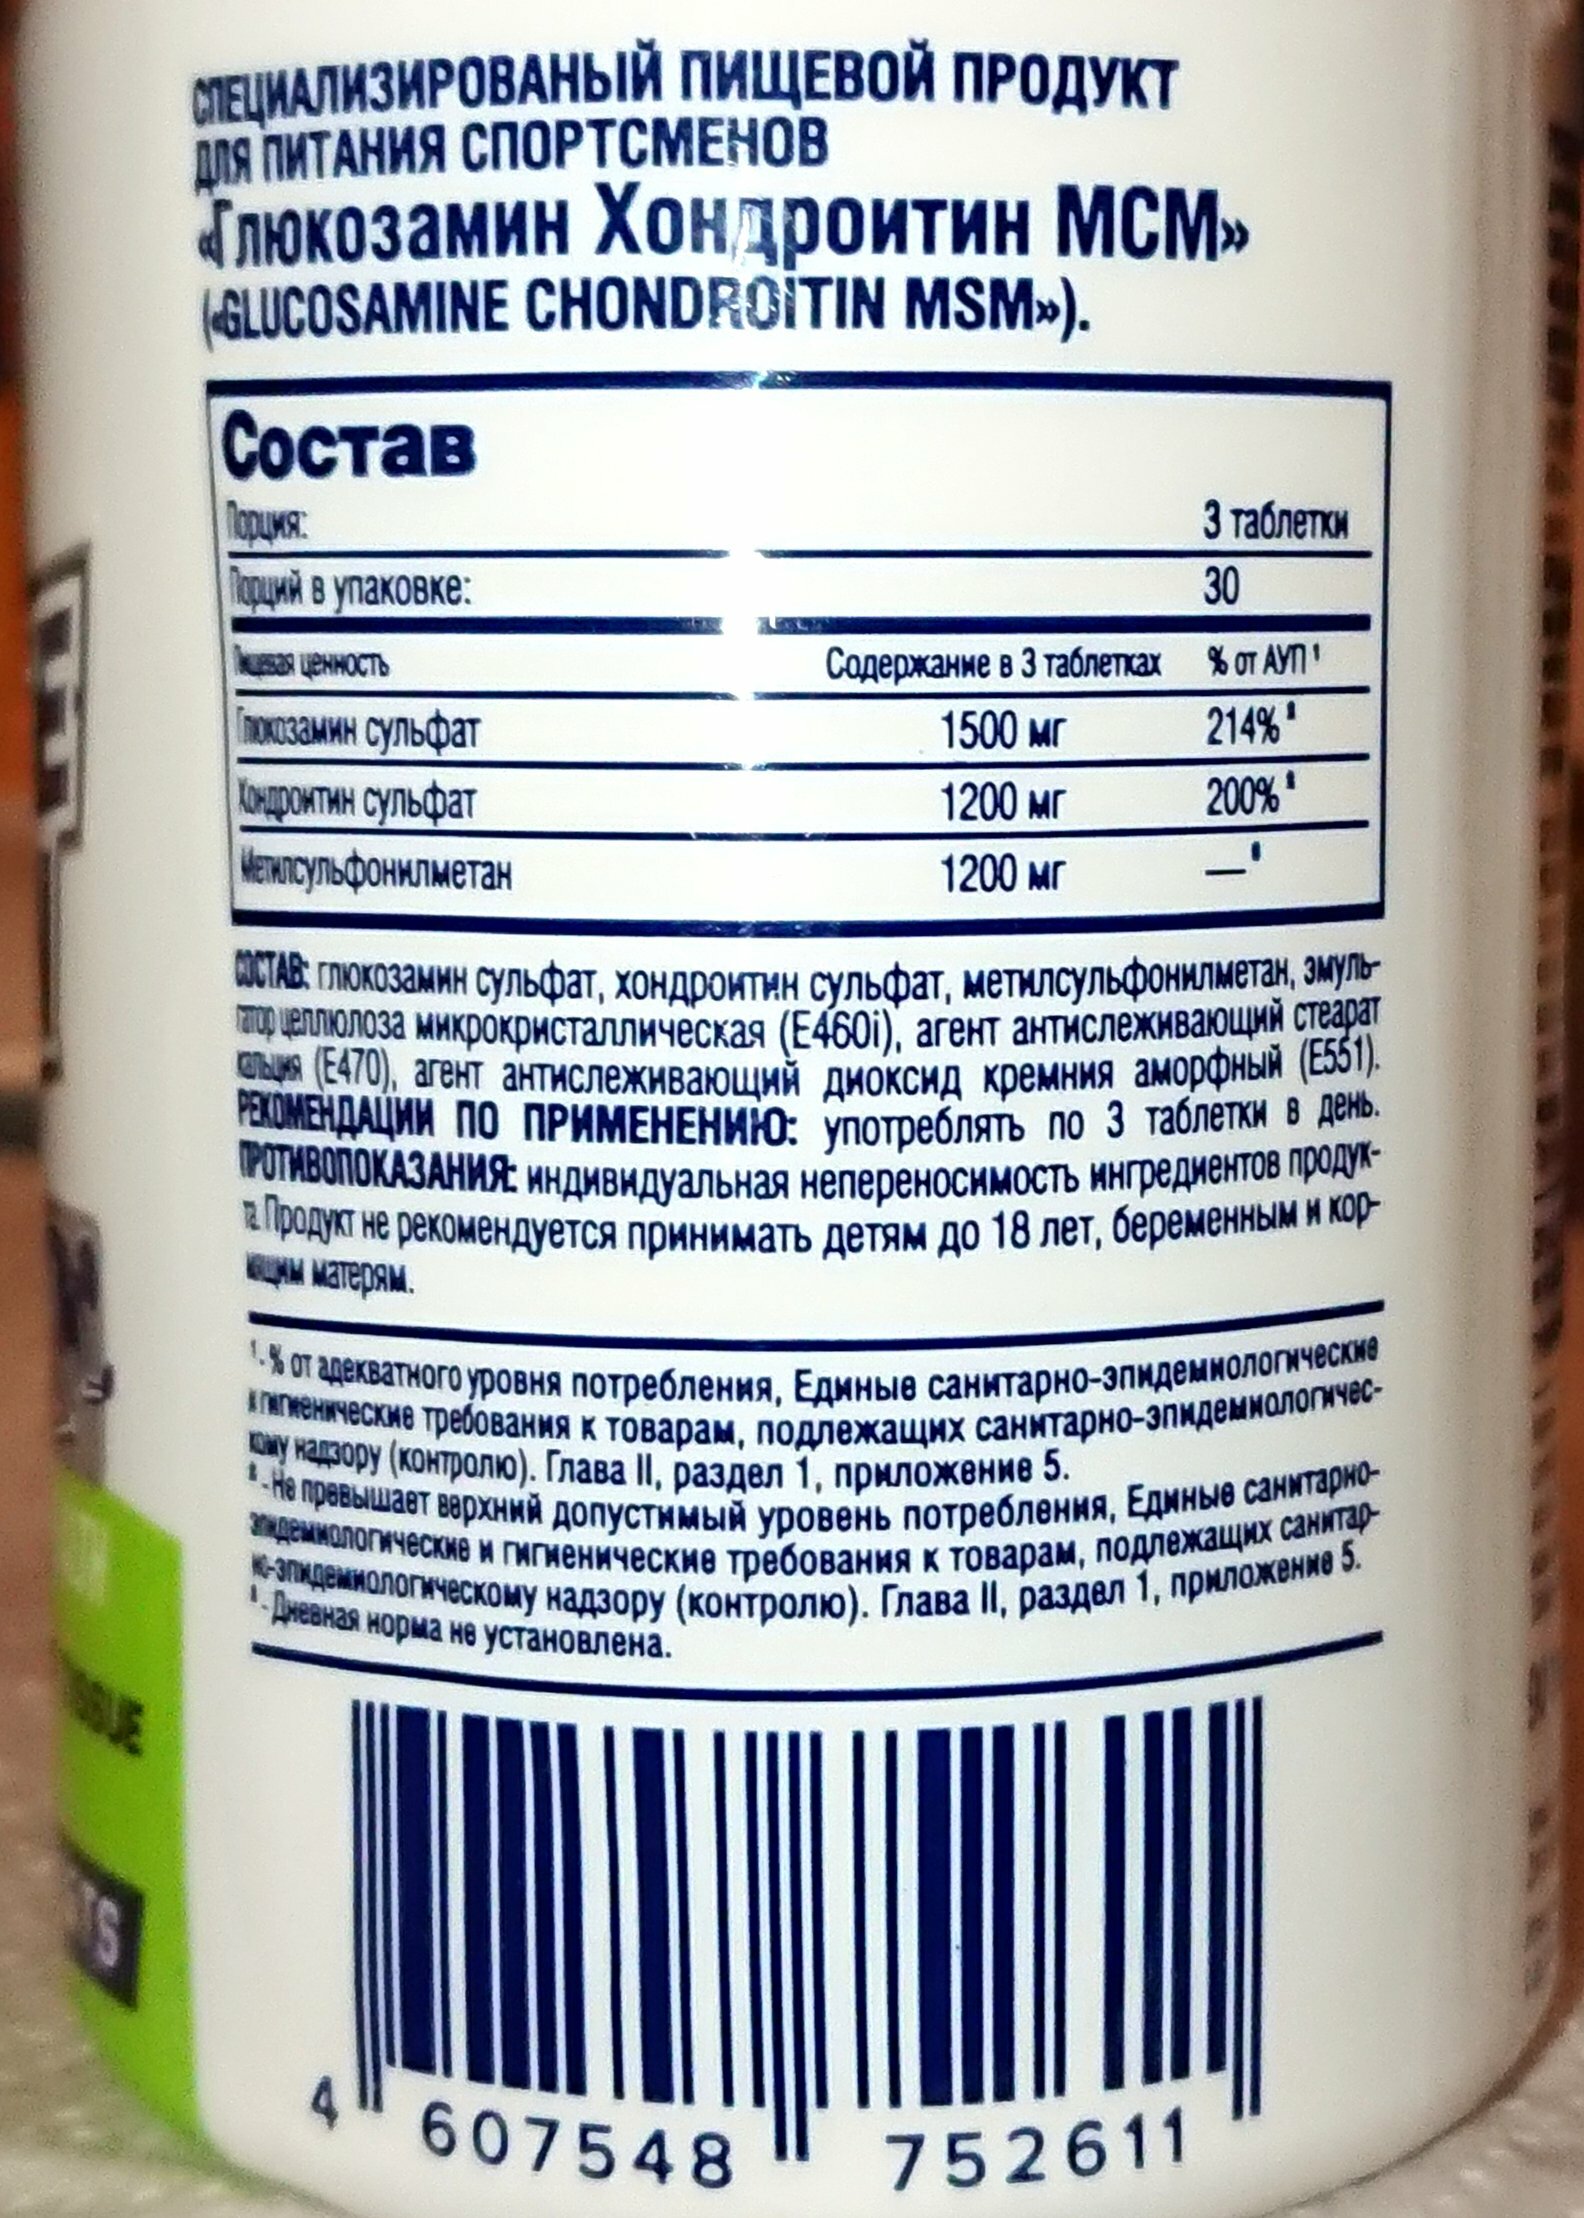 СПЕЦИАЛИЗИРОВАНЫЙ ПИЩЕВОЙ ПРОДУКТ
ДЛЯ ПИТАНИЯ СПОРТСМЕНОВ
«Глюкозамин Хондроитин МСМ»
(«GLUCOSAMINE CHONDROITIN MSM»).
Состав
Порция: 3 таблетки
Порций в упаковке: 30
Пищевая ценность Содержание в 3 таблетках % от АУП ¹
Глюкозамин сульфат 1500 мг 214% ᴵᴵ
Хондроитин сульфат 1200 мг 200% ᴵᴵ
Метилсульфонилметан 1200 мг —
СОСТАВ: глюкозамин сульфат, хондроитин сульфат, метилсульфонилметан, эмуль-
гатор целлюлоза микрокристаллическая (Е460i), агент антислеживающий стеарат
кальция (Е470), агент антислеживающий диоксид кремния аморфный (Е551).
РЕКОМЕНДАЦИИ ПО ПРИМЕНЕНИЮ: употреблять по 3 таблетки в день.
ПРОТИВОПОКАЗАНИЯ: индивидуальная непереносимость ингредиентов продук-
та. Продукт не рекомендуется принимать детям до 18 лет, беременным и кор-
мящим матерям.
¹ - % от адекватного уровня потребления, Единые санитарно-эпидемиологические
и гигиенические требования к товарам, подлежащих санитарно-эпидемиологичес-
кому надзору (контролю). Глава II, раздел 1, приложение 5.
- Не превышает верхний допустимый уровень потребления, Единые санитарно-
эпидемиологические и гигиенические требования к товарам, подлежащих санитар-
но-эпидемиологическому надзору (контролю). Глава II, раздел 1, приложение 5.
- Дневная норма не установлена.
4 607548 752611